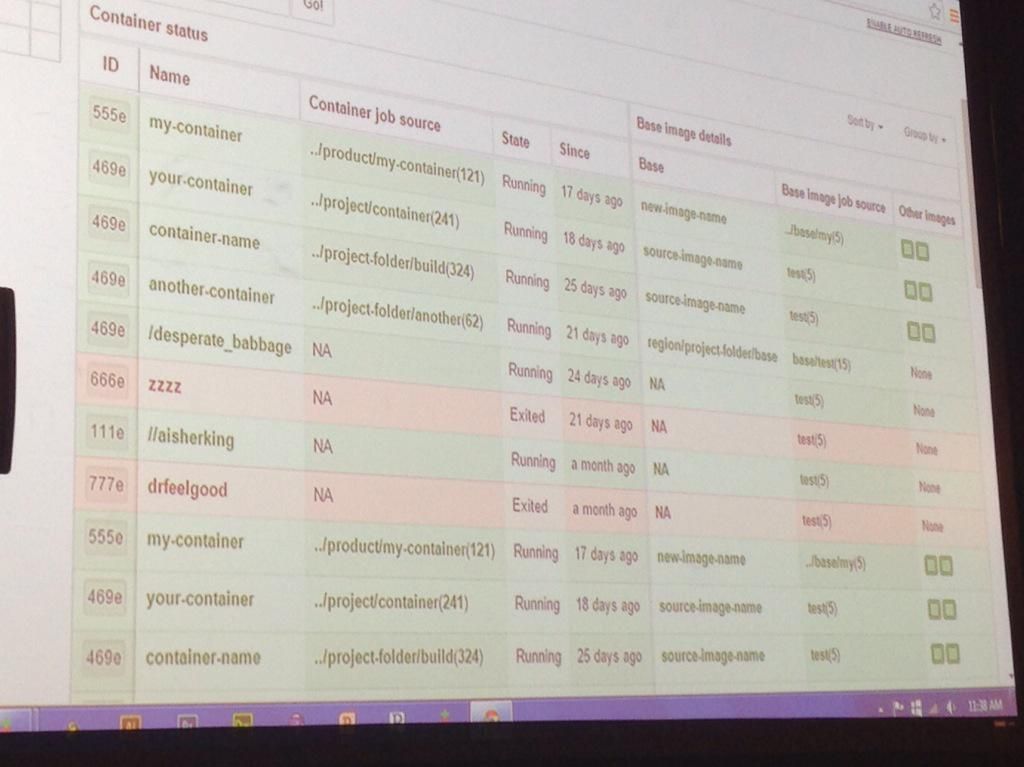 Go!
ENABLE AUTO REFRESH
Container status
Sort by
Group by
ID Name Container job source State Since Base image details
Base Base image job source Other images
555e my-container ../product/my-container(121) Running 17 days ago new-image-name ../base/my(5)
469e your-container ../project/container(241) Running 18 days ago source-image-name test(5)
469e container-name ../project-folder/build(324) Running 25 days ago source-image-name test(5)
469e another-container ../project-folder/another(62) Running 21 days ago region/project-folder/base base/test(15) None
469e /desperate_babbage NA Running 24 days ago NA test(5) None
666e zzzz NA Exited 21 days ago NA test(5) None
111e //aisherking NA Running a month ago NA test(5) None
777e drfeelgood NA Exited a month ago NA test(5) None
555e my-container ../product/my-container(121) Running 17 days ago new-image-name ../base/my(5)
469e your-container ../project/container(241) Running 18 days ago source-image-name test(5)
469e container-name ../project-folder/build(324) Running 25 days ago source-image-name test(5)
11:38 AM